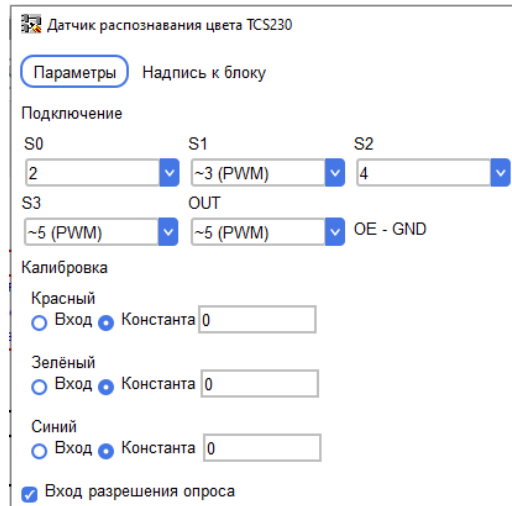 Датчик распознавания цвета TCS230
Параметры Надпись к блоку
Подключение
S0 S1 S2
2 ~3 (PWM) 4
S3 OUT
~5 (PWM) ~5 (PWM) OE - GND
Калибровка
Красный
Вход Константа 0
Зелёный
Вход Константа 0
Синий
Вход Константа 0
Вход разрешения опроса